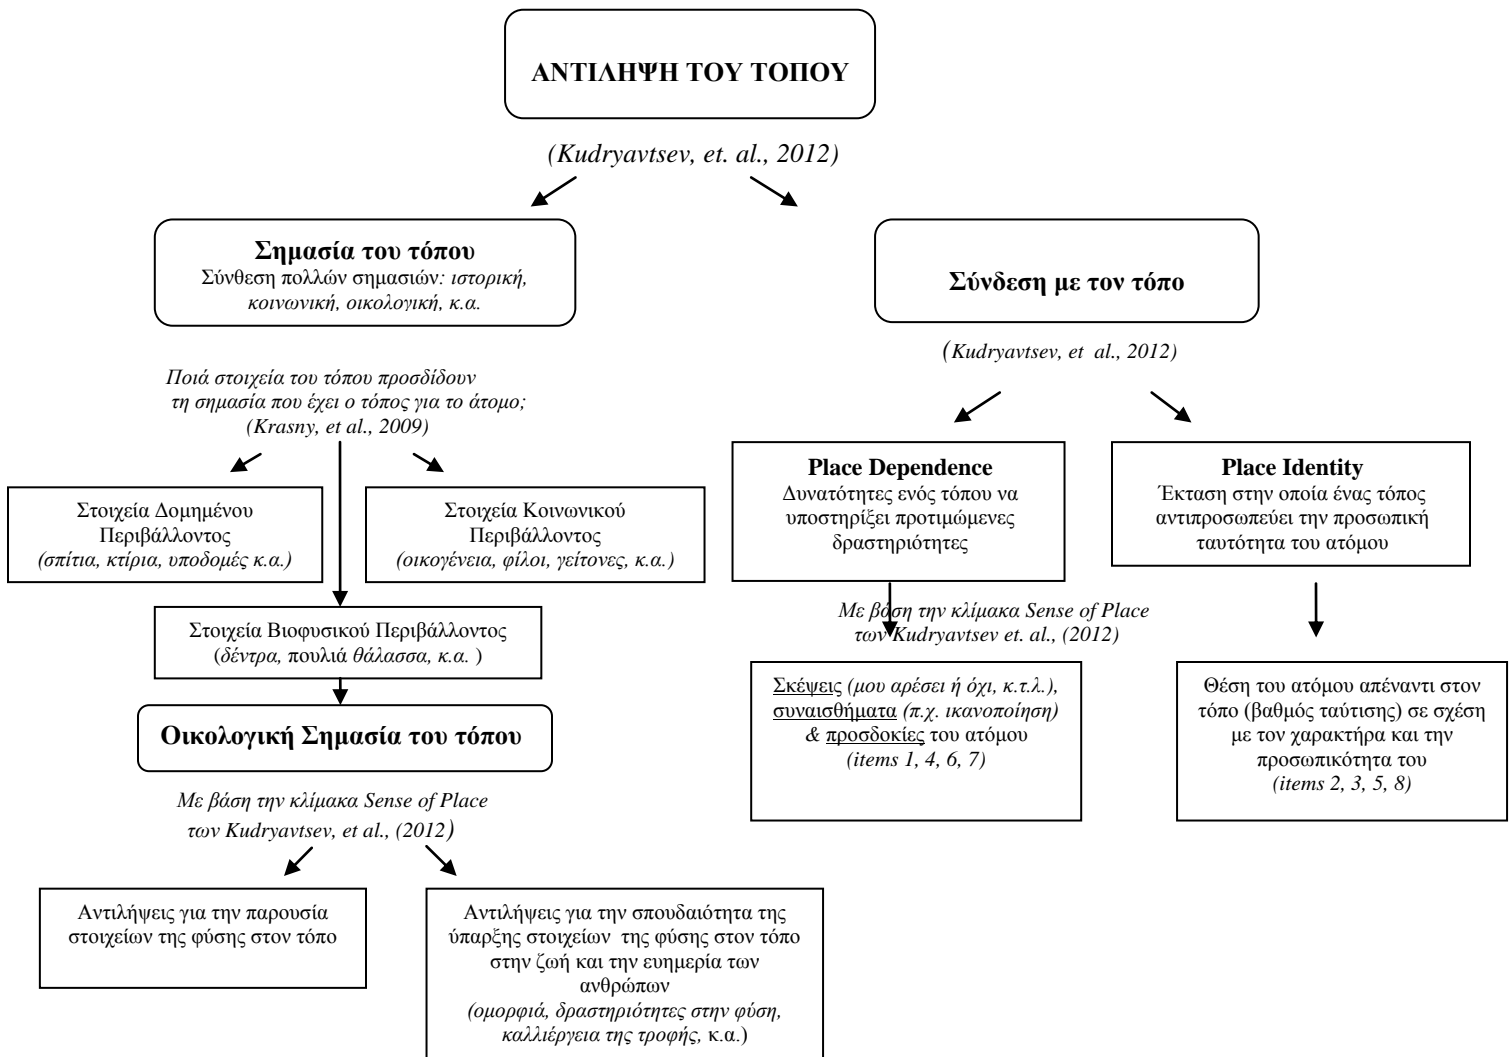 ΑΝΤΙΛΗΨΗ ΤΟΥ ΤΟΠΟΥ
(Kudryavtsev, et. al., 2012)
Σημασία του τόπου
Σύνθεση πολλών σημασιών: ιστορική,
κοινωνική, οικολογική, κ.α.
Σύνδεση με τον τόπο
(Kudryavtsev, et al., 2012)
Ποιά στοιχεία του τόπου προσδίδουν
τη σημασία που έχει ο τόπος για το άτομο;
(Krasny, et al., 2009)
Στοιχεία Δομημένου
Περιβάλλοντος
(σπίτια, κτίρια, υποδομές κ.α.)
Στοιχεία Κοινωνικού
Περιβάλλοντος
(οικογένεια, φίλοι, γείτονες, κ.α.)
Στοιχεία Βιοφυσικού Περιβάλλοντος
(δέντρα, πουλιά θάλασσα, κ.α. )
Οικολογική Σημασία του τόπου
Με βάση την κλίμακα Sense of Place
των Kudryavtsev, et al., (2012)
Αντιλήψεις για την παρουσία
στοιχείων της φύσης στον τόπο
Αντιλήψεις για την σπουδαιότητα της
ύπαρξης στοιχείων της φύσης στον τόπο
στην ζωή και την ευημερία των
ανθρώπων
(ομορφιά, δραστηριότητες στην φύση,
καλλιέργεια της τροφής, κ.α.)
Place Dependence
Δυνατότητες ενός τόπου να
υποστηρίξει προτιμώμενες
δραστηριότητες
Place Identity
Έκταση στην οποία ένας τόπος
αντιπροσωπεύει την προσωπική
ταυτότητα του ατόμου
Με βάση την κλίμακα Sense of Place
των Kudryavtsev et. al., (2012)
Σκέψεις (μου αρέσει ή όχι, κ.τ.λ.),
συναισθήματα (π.χ. ικανοποίηση)
& προσδοκίες του ατόμου
(items 1, 4, 6, 7)
Θέση του ατόμου απέναντι στον
τόπο (βαθμός ταύτισης) σε σχέση
με τον χαρακτήρα και την
προσωπικότητα του
(items 2, 3, 5, 8)